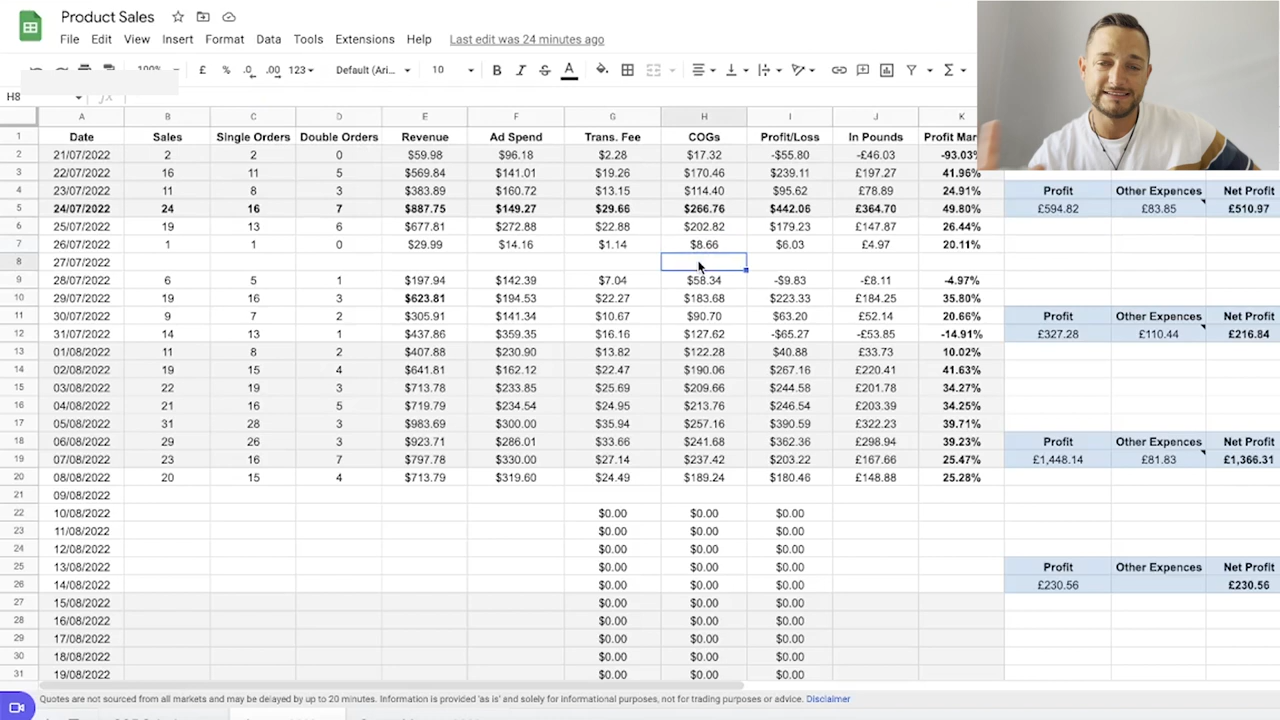 Product Sales
File Edit View Insert Format Data Tools Extensions Help Last edit was 24 minutes ago
£ % .0 .00 123 Default (Ari... 10 B I S A Σ
H8 fx
A B C D E F G H I J K
1 Date Sales Single Orders Double Orders Revenue Ad Spend Trans. Fee COGs Profit/Loss In Pounds Profit Mar
2 21/07/2022 2 2 0 $59.98 $96.18 $2.28 $17.32 -$55.80 -£46.03 -93.03%
3 22/07/2022 16 11 5 $569.84 $141.01 $19.26 $170.46 $239.11 £197.27 41.96%
4 23/07/2022 11 8 3 $383.89 $160.72 $13.15 $114.40 $95.62 £78.89 24.91% Profit Other Expences Net Profit
5 24/07/2022 24 16 7 $887.75 $149.27 $29.66 $266.76 $442.06 £364.70 49.80% £594.82 £83.85 £510.97
6 25/07/2022 19 13 6 $677.81 $272.88 $22.88 $202.82 $179.23 £147.87 26.44%
7 26/07/2022 1 1 0 $29.99 $14.16 $1.14 $8.66 $6.03 £4.97 20.11%
8 27/07/2022
9 28/07/2022 6 5 1 $197.94 $142.39 $7.04 $58.34 -$9.83 -£8.11 -4.97%
10 29/07/2022 19 16 3 $623.81 $194.53 $22.27 $183.68 $223.33 £184.25 35.80%
11 30/07/2022 9 7 2 $305.91 $141.34 $10.67 $90.70 $63.20 £52.14 20.66% Profit Other Expences Net Profit
12 31/07/2022 14 13 1 $437.86 $359.35 $16.16 $127.62 -$65.27 -£53.85 -14.91% £327.28 £110.44 £216.84
13 01/08/2022 11 8 2 $407.88 $230.90 $13.82 $122.28 $40.88 £33.73 10.02%
14 02/08/2022 19 15 4 $641.81 $162.12 $22.47 $190.06 $267.16 £220.41 41.63%
15 03/08/2022 22 19 3 $713.78 $233.85 $25.69 $209.66 $244.58 £201.78 34.27%
16 04/08/2022 21 16 5 $719.79 $234.54 $24.95 $213.76 $246.54 £203.39 34.25%
17 05/08/2022 31 28 3 $983.69 $300.00 $35.94 $257.16 $390.59 £322.23 39.71%
18 06/08/2022 29 26 3 $923.71 $286.01 $33.66 $241.68 $362.36 £298.94 39.23% Profit Other Expences Net Profit
19 07/08/2022 23 16 7 $797.78 $330.00 $27.14 $237.42 $203.22 £167.66 25.47% £1,448.14 £81.83 £1,366.31
20 08/08/2022 20 15 4 $713.79 $319.60 $24.49 $189.24 $180.46 £148.88 25.28%
21 09/08/2022
22 10/08/2022 $0.00 $0.00 $0.00
23 11/08/2022 $0.00 $0.00 $0.00
24 12/08/2022 $0.00 $0.00 $0.00
25 13/08/2022 $0.00 $0.00 $0.00 Profit Other Expences Net Profit
26 14/08/2022 $0.00 $0.00 $0.00 £230.56 £230.56
27 15/08/2022 $0.00 $0.00 $0.00
28 16/08/2022 $0.00 $0.00 $0.00
29 17/08/2022 $0.00 $0.00 $0.00
30 18/08/2022 $0.00 $0.00 $0.00
31 19/08/2022 $0.00 $0.00 $0.00
Quotes are not sourced from all markets and may be delayed by up to 20 minutes. Information is provided 'as is' and solely for informational purposes, not for trading purposes or advice. Disclaimer